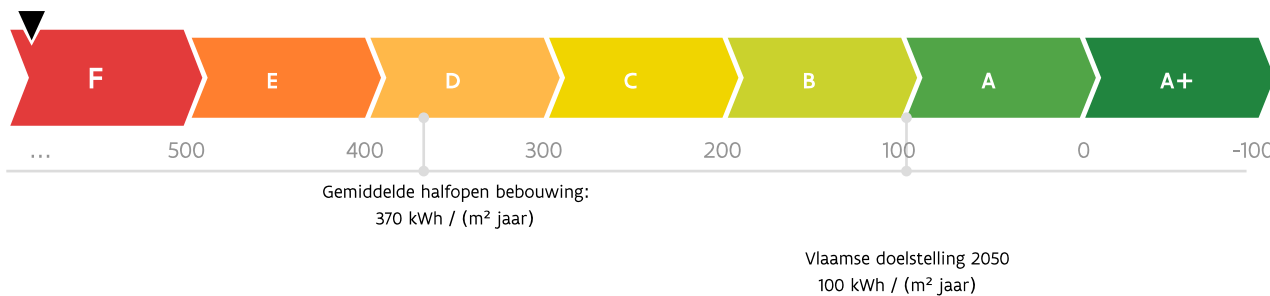 F E D C B A A+
... 500 400 300 200 100 0 -100
Gemiddelde halfopen bebouwing:
370 kWh / (m² jaar)
Vlaamse doelstelling 2050
100 kWh / (m² jaar)